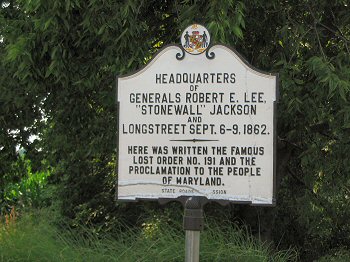 HEADQUARTERS
OF
GENERALS ROBERT E. LEE,
"STONEWALL" JACKSON
AND
LONGSTREET SEPT. 6-9, 1862.
HERE WAS WRITTEN THE FAMOUS
LOST ORDER NO. 191 AND THE
PROCLAMATION TO THE PEOPLE
OF MARYLAND.
STATE ROADS